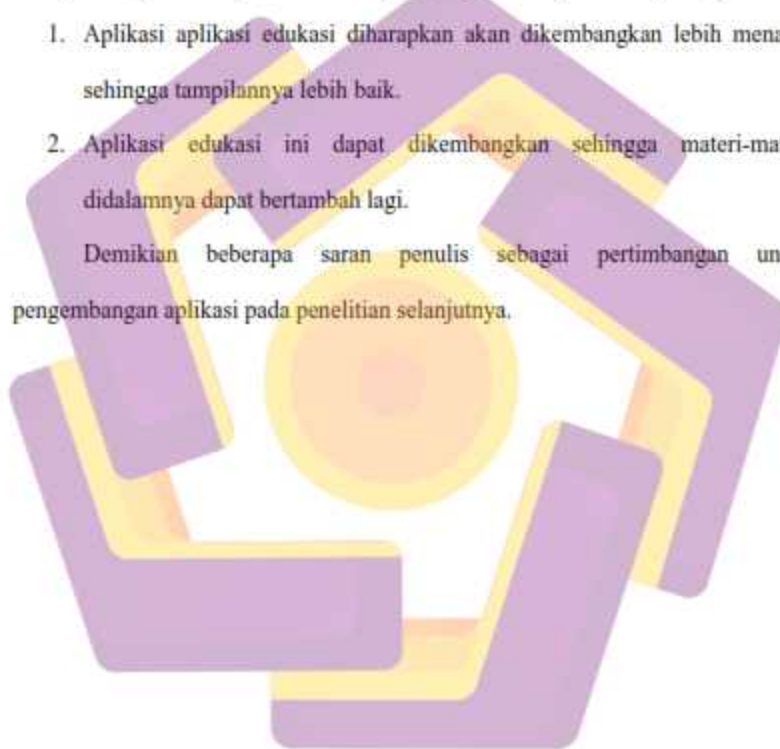 1. Aplikasi aplikasi edukasi diharapkan akan dikembangkan lebih mena
sehingga tampilannya lebih baik.
2. Aplikasi edukasi ini dapat dikembangkan sehingga materi-ma
didalamnya dapat bertambah lagi.
Demikian beberapa saran penulis sebagai pertimbangan un
pengembangan aplikasi pada penelitian selanjutnya.